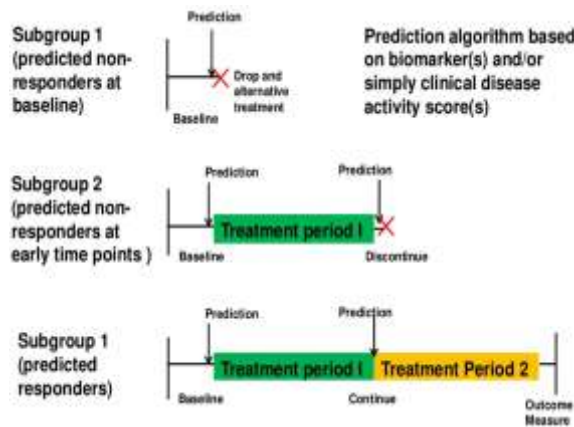 Subgroup 1
(predicted non-
responders at
baseline)
Prediction
Drop and
alternative
treatment
Baseline
Prediction algorithm based
on biomarker(s) and/or
simply clinical disease
activity score(s)
Subgroup 2
(predicted non-
responders at
early time points )
Prediction
Prediction
Treatment period I
Baseline
Discontinue
Subgroup 1
(predicted
responders)
Prediction
Prediction
Treatment period I
Treatment Period 2
Baseline
Continue
Outcome
Measure